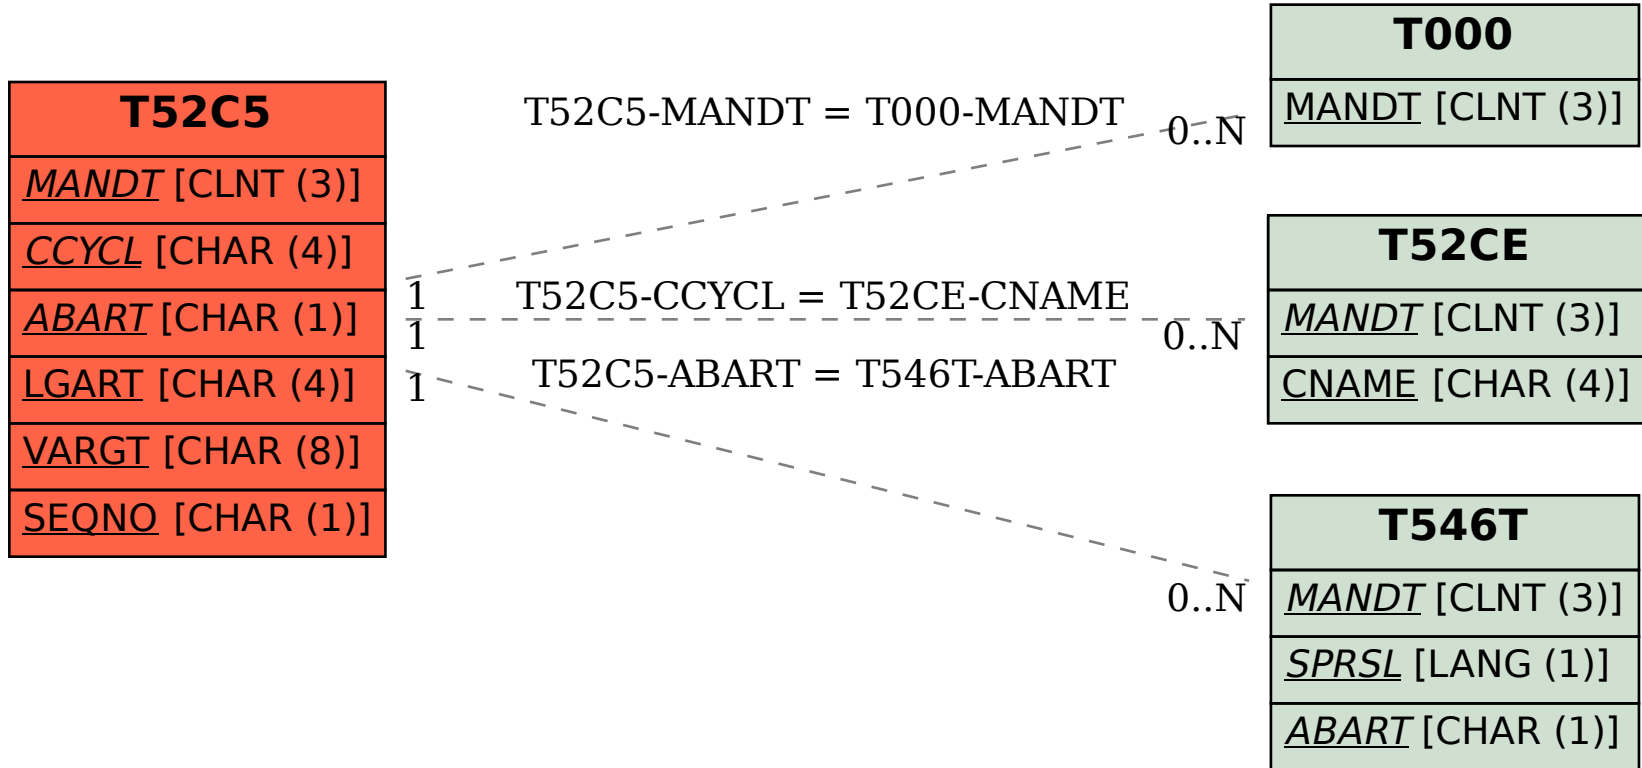 T52C5
MANDT [CLNT (3)]
CCYCL [CHAR (4)]
ABART [CHAR (1)]
LGART [CHAR (4)]
VARGT [CHAR (8)]
SEQNO [CHAR (1)]
T52C5-MANDT = T000-MANDT
0..N
1
T52C5-CCYCL = T52CE-CNAME
1
0..N
T52C5-ABART = T546T-ABART
1
0..N
T000
MANDT [CLNT (3)]
T52CE
MANDT [CLNT (3)]
CNAME [CHAR (4)]
T546T
MANDT [CLNT (3)]
SPRSL [LANG (1)]
ABART [CHAR (1)]